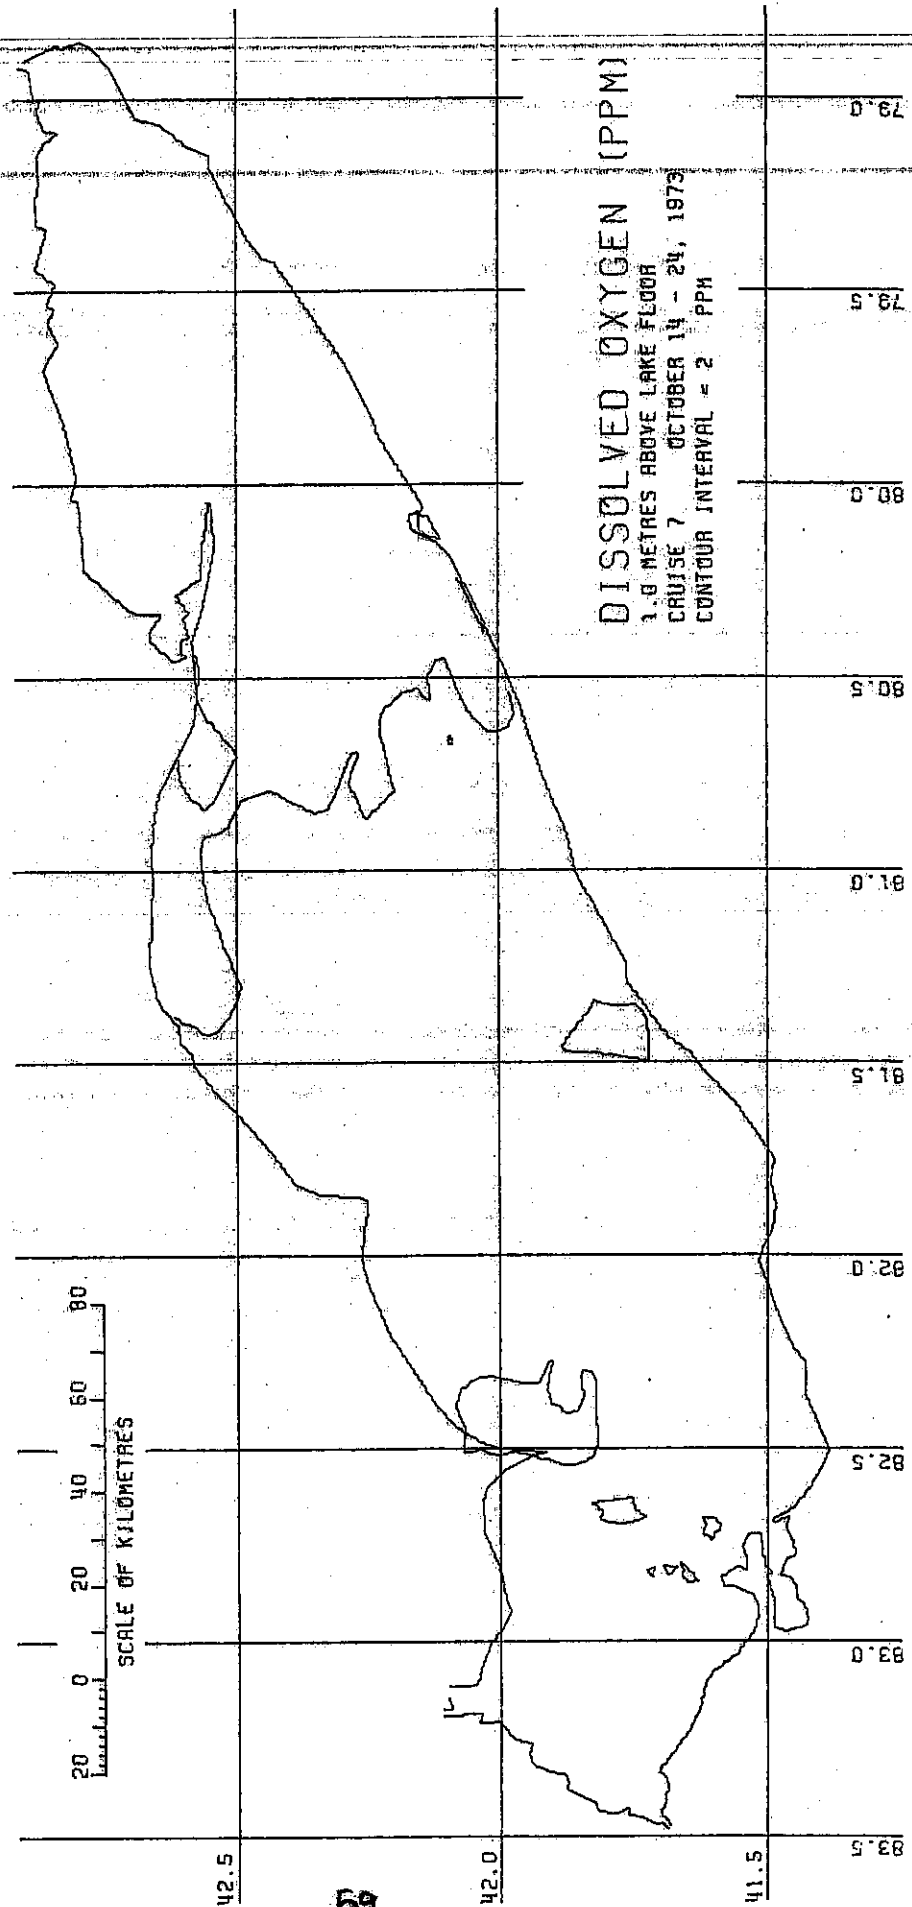 DISSOLVED OXYGEN (PPM)
1.0 METRES ABOVE LAKE FLOOR
CRUISE 7 OCTOBER 14 - 24, 1973
CONTOUR INTERVAL = 2 PPM
20 0 20 40 60 80
SCALE OF KILOMETRES
42.5
42.0
41.5
83.5
83.0
82.5
82.0
81.5
81.0
80.5
80.0
79.5
79.0